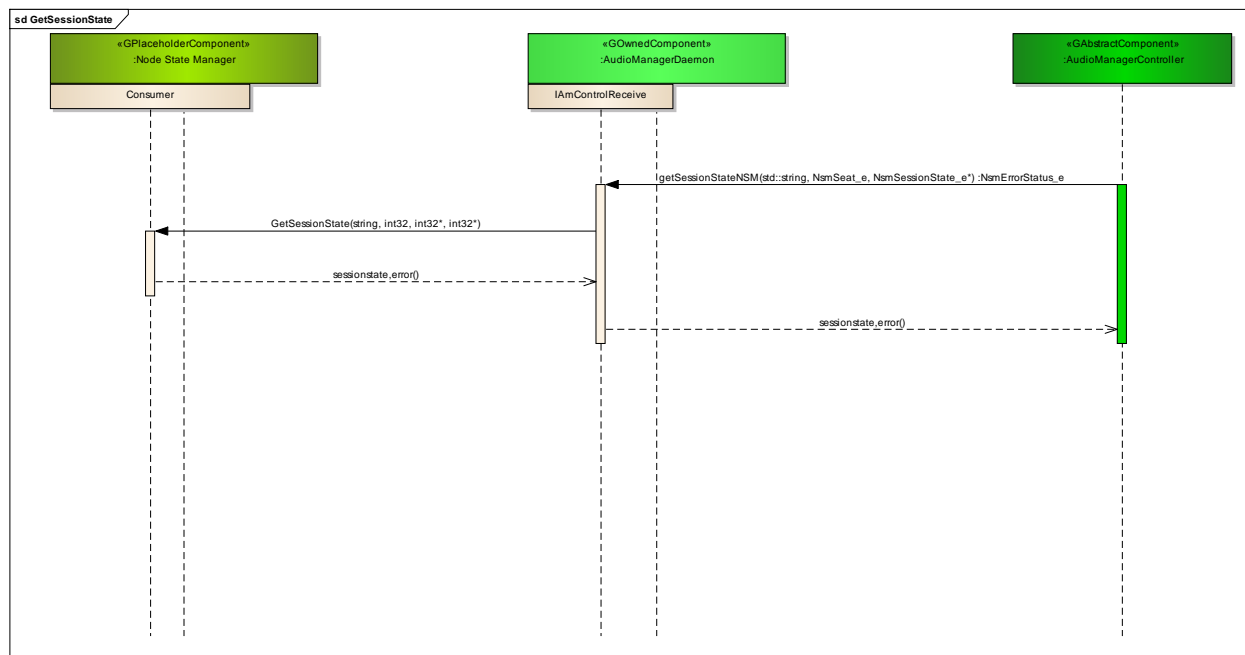 sd GetSessionState
«GPlaceholderComponent»
:Node State Manager
«GOwnedComponent»
:AudioManagerDaemon
«GAbstractComponent»
:AudioManagerController
Consumer
IAmControlReceive
getSessionStateNSM(std::string, NsmSeat_e, NsmSessionState_e*) :NsmErrorStatus_e
GetSessionState(string, int32, int32*, int32*)
sessionstate,error()
sessionstate,error()